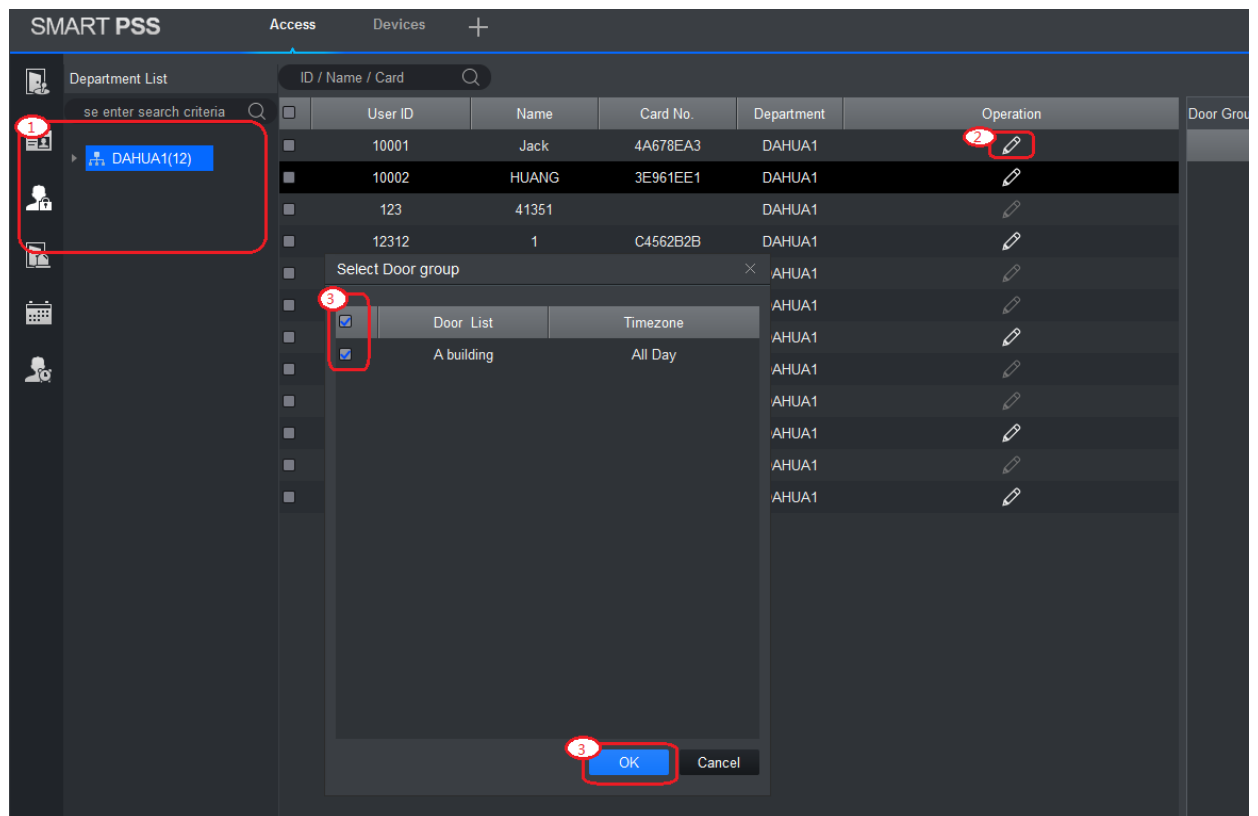 SMART PSS Access Devices
Department List ID / Name / Card
se enter search criteria User ID Name Card No. Department Operation Door Grou
1
2
10001 Jack 4A678EA3 DAHUA1
DAHUA1(12)
10002 HUANG 3E961EE1 DAHUA1
123 41351 DAHUA1
12312 1 C4562B2B DAHUA1
Select Door group AHUA1
3
AHUA1
Door List Timezone
AHUA1
A building All Day
AHUA1
AHUA1
AHUA1
AHUA1
AHUA1
3
OK Cancel